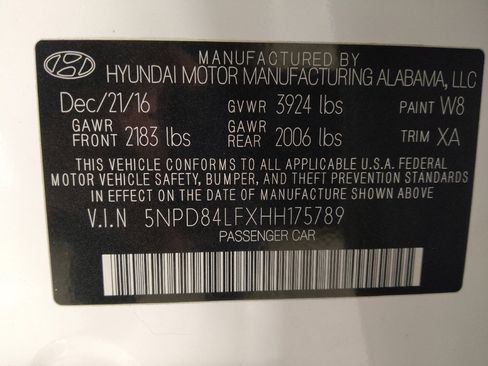 MANUFACTURED BY
HYUNDAI MOTOR MANUFACTURING ALABAMA, LLC
Dec/21/16 GVWR 3924 lbs PAINT W8
GAWR FRONT 2183 lbs GAWR REAR 2006 lbs TRIM XA
THIS VEHICLE CONFORMS TO ALL APPLICABLE U.S.A. FEDERAL
MOTOR VEHICLE SAFETY, BUMPER, AND THEFT PREVENTION STANDARDS
IN EFFECT ON THE DATE OF MANUFACTURE SHOWN ABOVE
V.I.N 5NPD84LFXHH175789
PASSENGER CAR